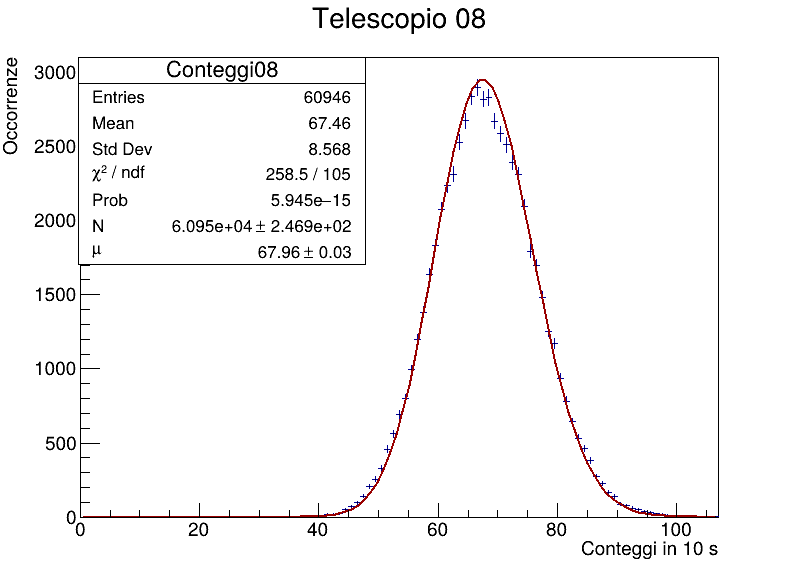 Telescopio 08
Occorrenze
Conteggi08
Entries 60946
Mean 67.46
Std Dev 8.568
χ² / ndf 258.5 / 105
Prob 5.945e−15
N 6.095e+04 ± 2.469e+02
μ 67.96 ± 0.03
3000
2500
2000
1500
1000
500
0
0 20 40 60 80 100
Conteggi in 10 s